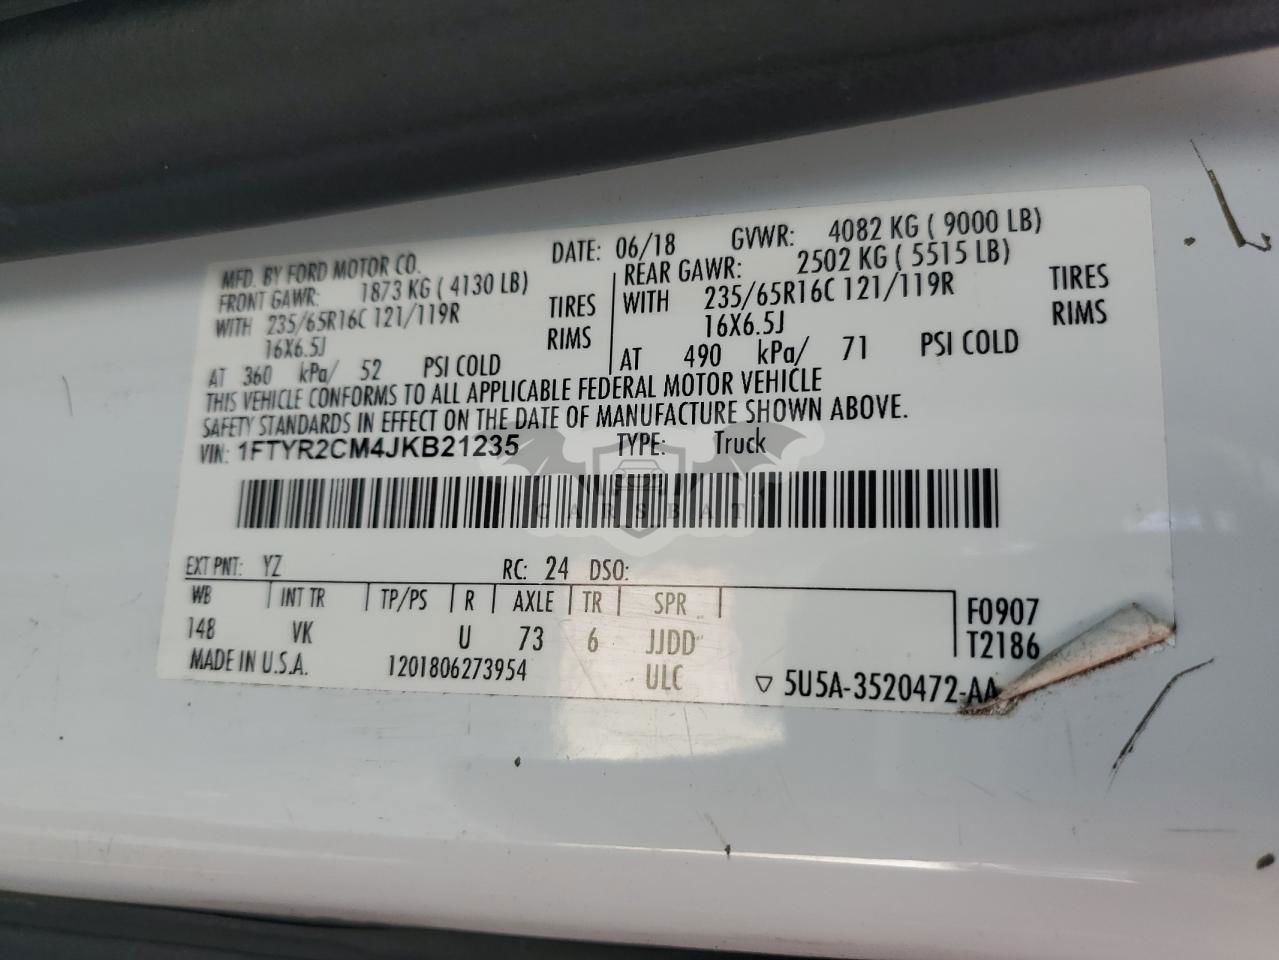 MFD. BY FORD MOTOR CO. DATE: 06/18 GVWR: 4082 KG ( 9000 LB)
FRONT GAWR: 1873 KG ( 4130 LB) REAR GAWR: 2502 KG ( 5515 LB)
WITH 235/65R16C 121/119R TIRES WITH 235/65R16C 121/119R TIRES
16X6.5J RIMS 16X6.5J RIMS
AT 360 kPa/ 52 PSI COLD AT 490 kPa/ 71 PSI COLD
THIS VEHICLE CONFORMS TO ALL APPLICABLE FEDERAL MOTOR VEHICLE
SAFETY STANDARDS IN EFFECT ON THE DATE OF MANUFACTURE SHOWN ABOVE.
VIN: 1FTYR2CM4JKB21235 TYPE: Truck
CARSBAT
EXT PNT: YZ RC: 24 DSO:
WB INT TR TP/PS R AXLE TR SPR F0907
148 VK U 73 6 JJDD T2186
MADE IN U.S.A. 1201806273954 ULC ▽ 5U5A-3520472-AA